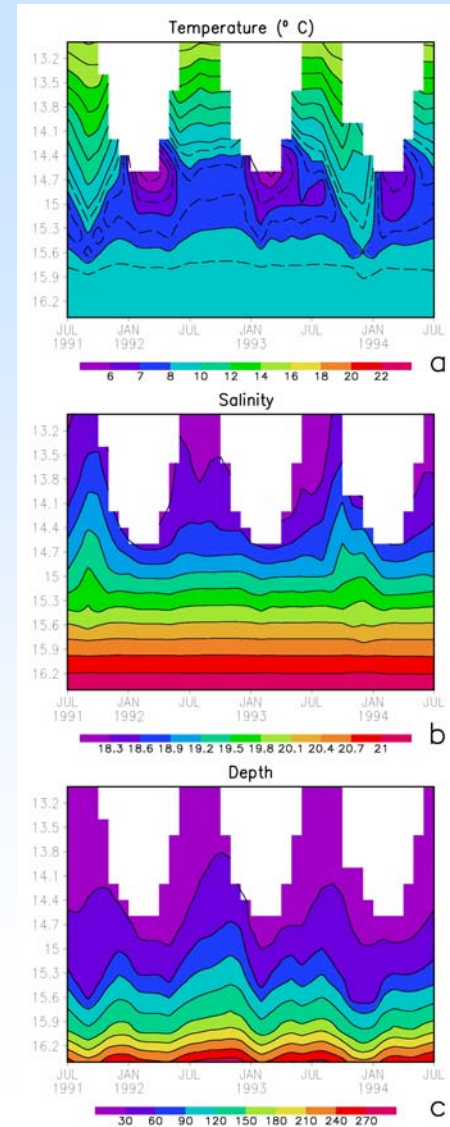 Temperature (° C)
13.2
13.5
13.8
14.1
14.4
14.7
15
15.3
15.6
15.9
16.2
JUL JAN JUL JAN JUL JAN JUL
1991 1992 1993 1994
6 7 8 10 12 14 16 18 20 22
a
Salinity
13.2
13.5
13.8
14.1
14.4
14.7
15
15.3
15.6
15.9
16.2
JUL JAN JUL JAN JUL JAN JUL
1991 1992 1993 1994
18.3 18.6 18.9 19.2 19.5 19.8 20.1 20.4 20.7 21
b
Depth
13.2
13.5
13.8
14.1
14.4
14.7
15
15.3
15.6
15.9
16.2
JUL JAN JUL JAN JUL JAN JUL
1991 1992 1993 1994
30 60 90 120 150 180 210 240 270
c